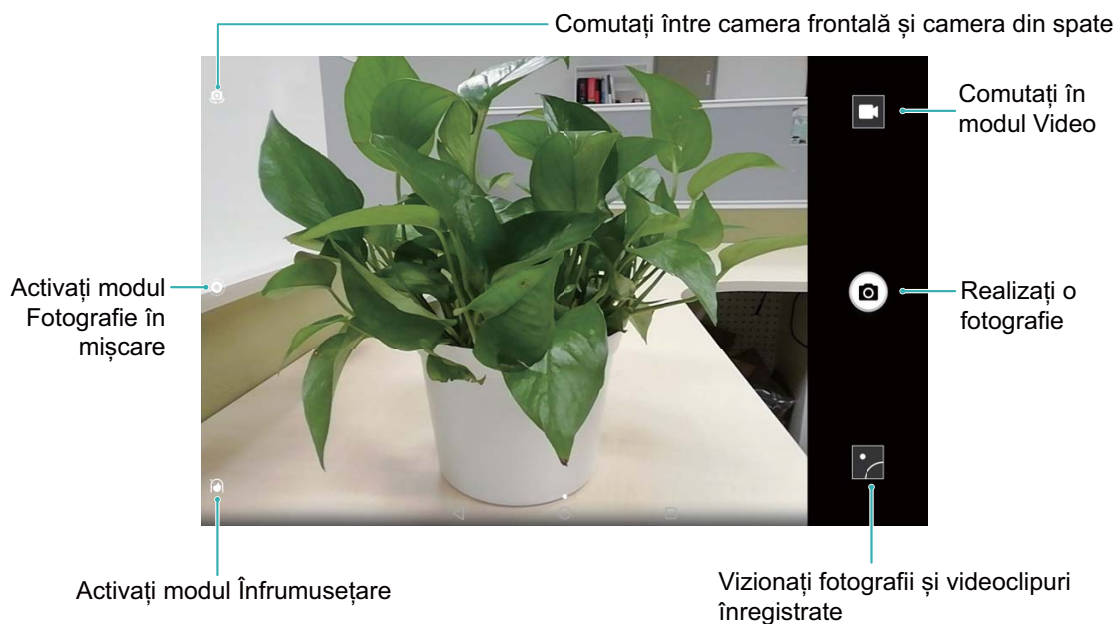 Comutați între camera frontală și camera din spate
Comutați în
modul Video
Activați modul
Fotografie în
mișcare
Realizați o
fotografie
Activați modul Înfrumusețare
Vizionați fotografii și videoclipuri
înregistrate